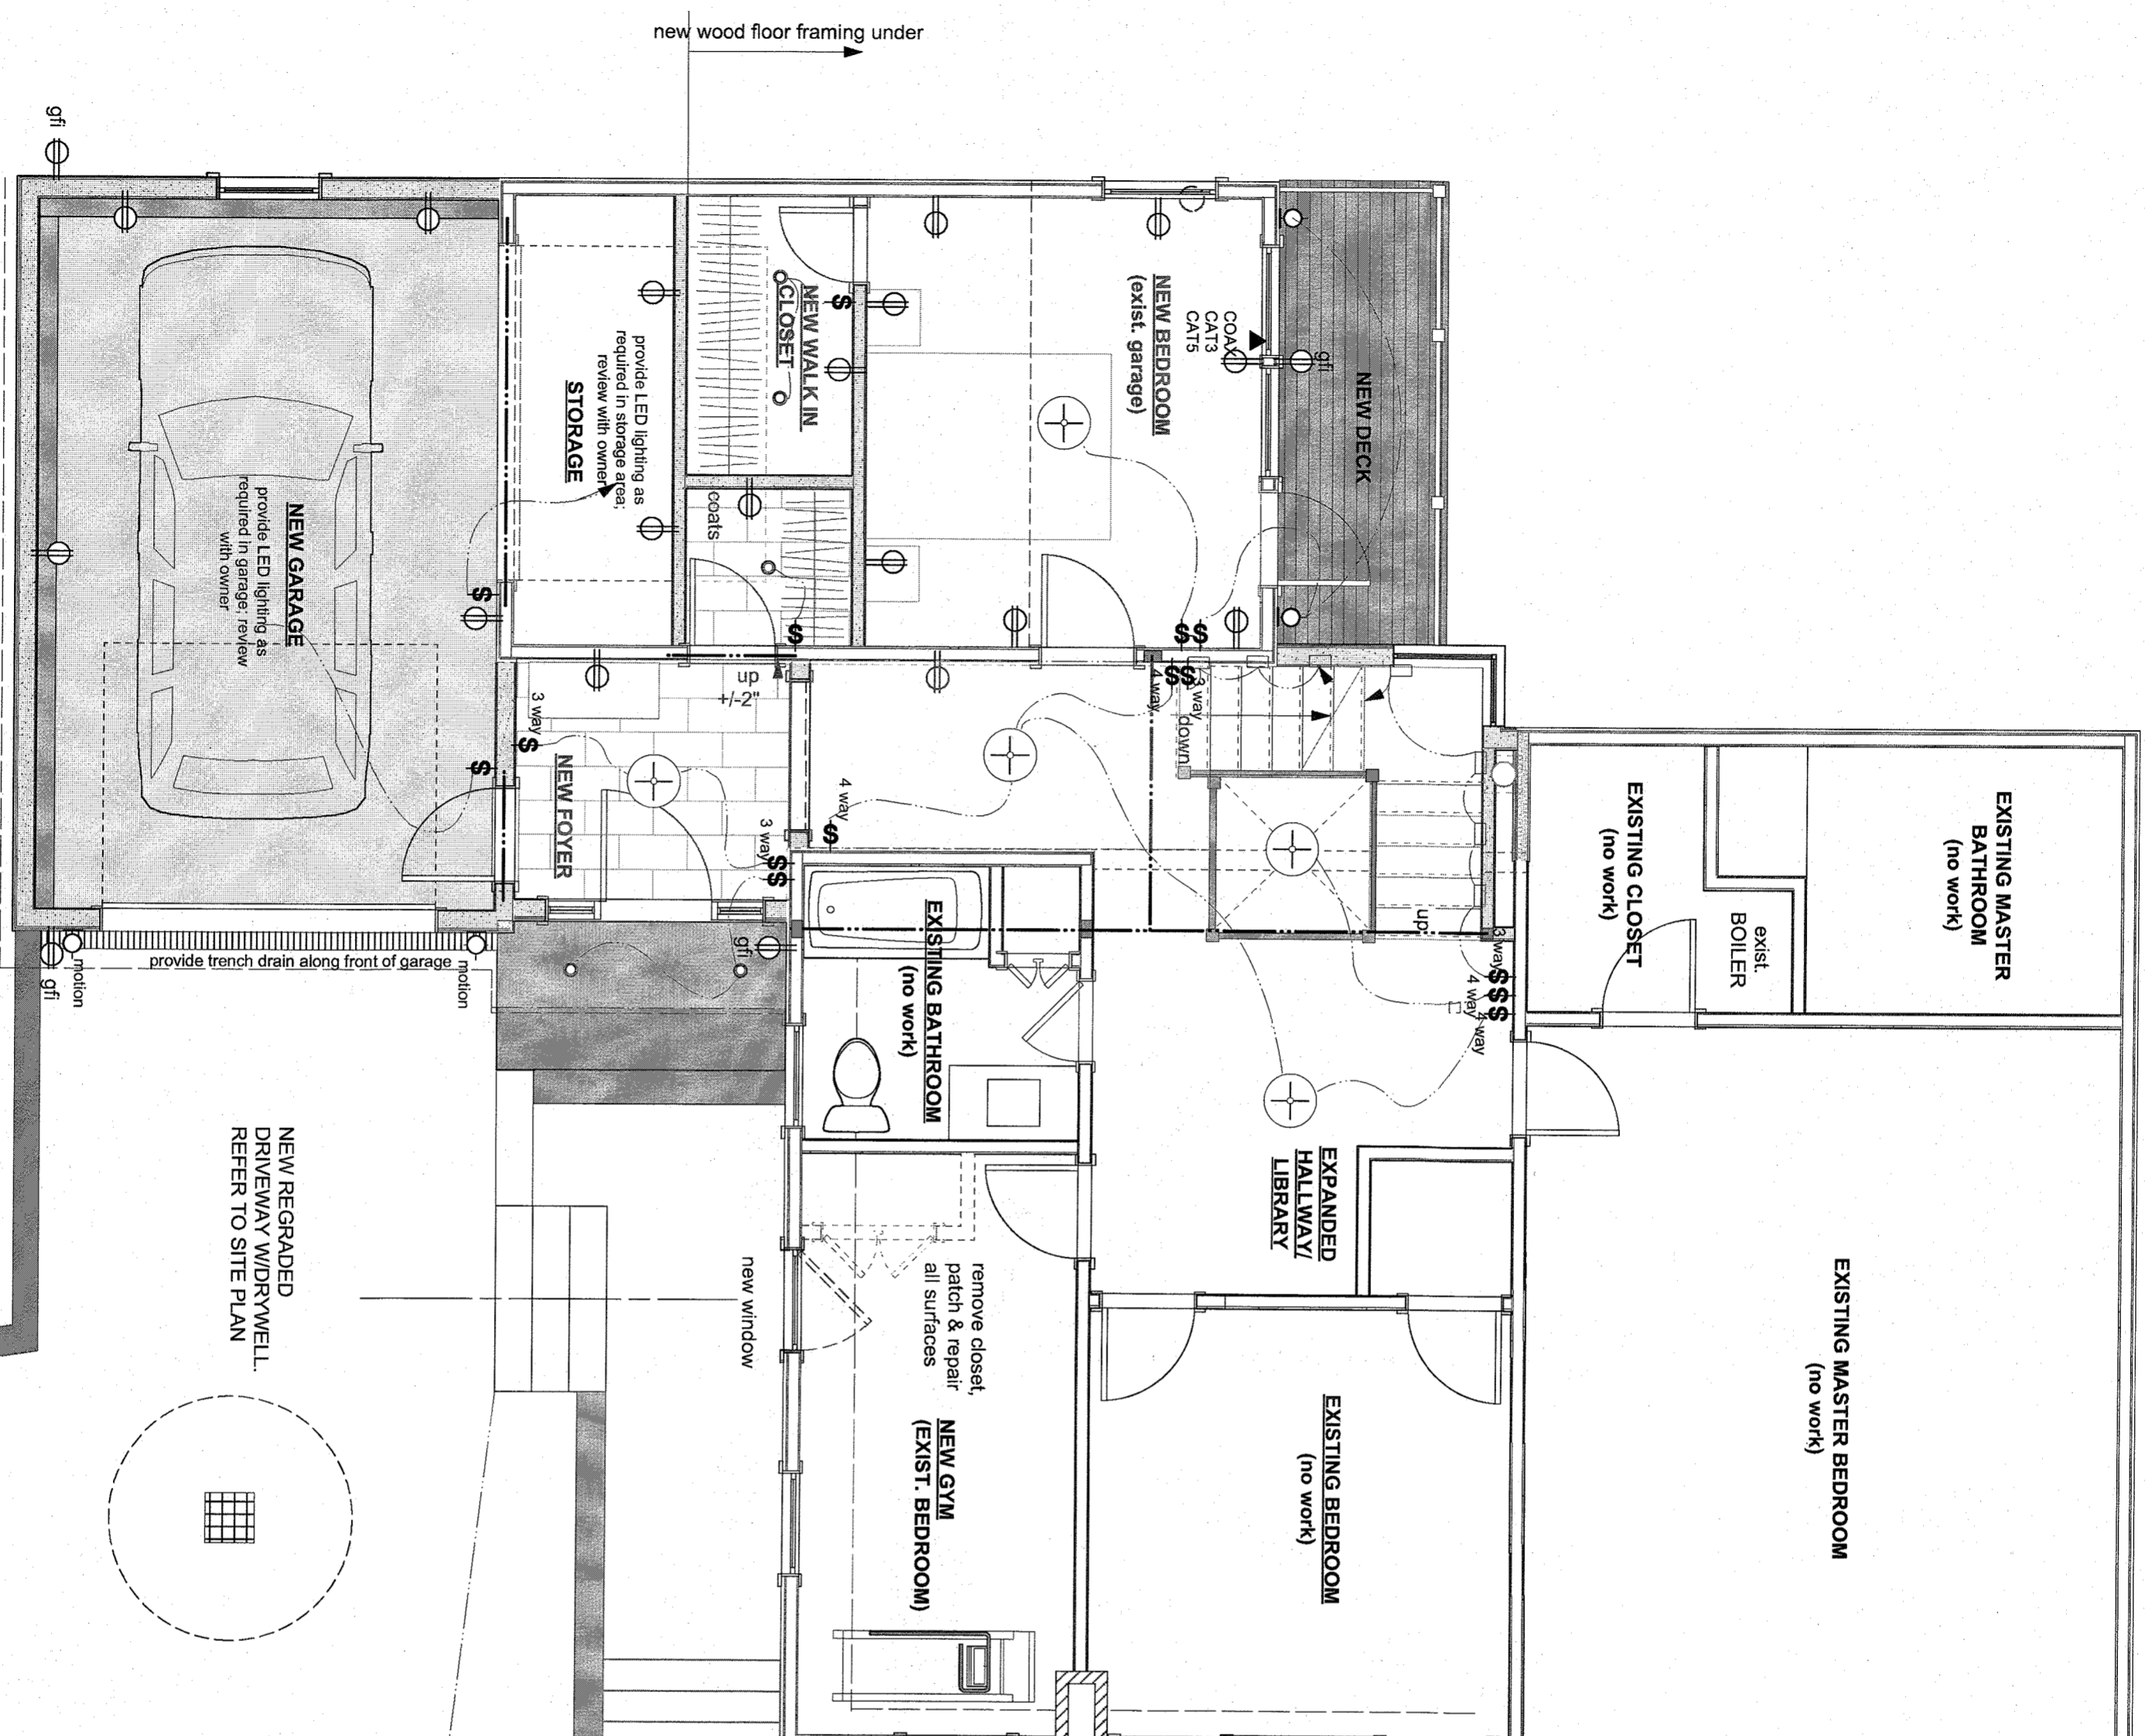 new wood floor framing under
gfi
NEW GARAGE
provide LED lighting as
required in garage; review
with owner
STORAGE
provide LED lighting as
required in storage area;
review with owner
NEW WALK IN
CLOSET
coats
NEW BEDROOM
(exist. garage)
COAX
CAT3
CAT5
gfi
NEW DECK
up
+/-2"
3 way
$
$
$
NEW FOYER
3 way
$$
4 way
$
$
$
$$
$$
4 way
3 way
down
up
3 way
4 way
4 way
$$$
gfi
motion
gfi
provide trench drain along front of garage
motion
EXISTING BATHROOM
(no work)
EXISTING CLOSET
(no work)
exist.
BOILER
EXISTING MASTER
BATHROOM
(no work)
EXPANDED
HALLWAY/
LIBRARY
NEW REGRADED
DRIVEWAY W/DRYWELL.
REFER TO SITE PLAN
new window
remove closet,
patch & repair
all surfaces
NEW GYM
(EXIST. BEDROOM)
EXISTING BEDROOM
(no work)
EXISTING MASTER BEDROOM
(no work)